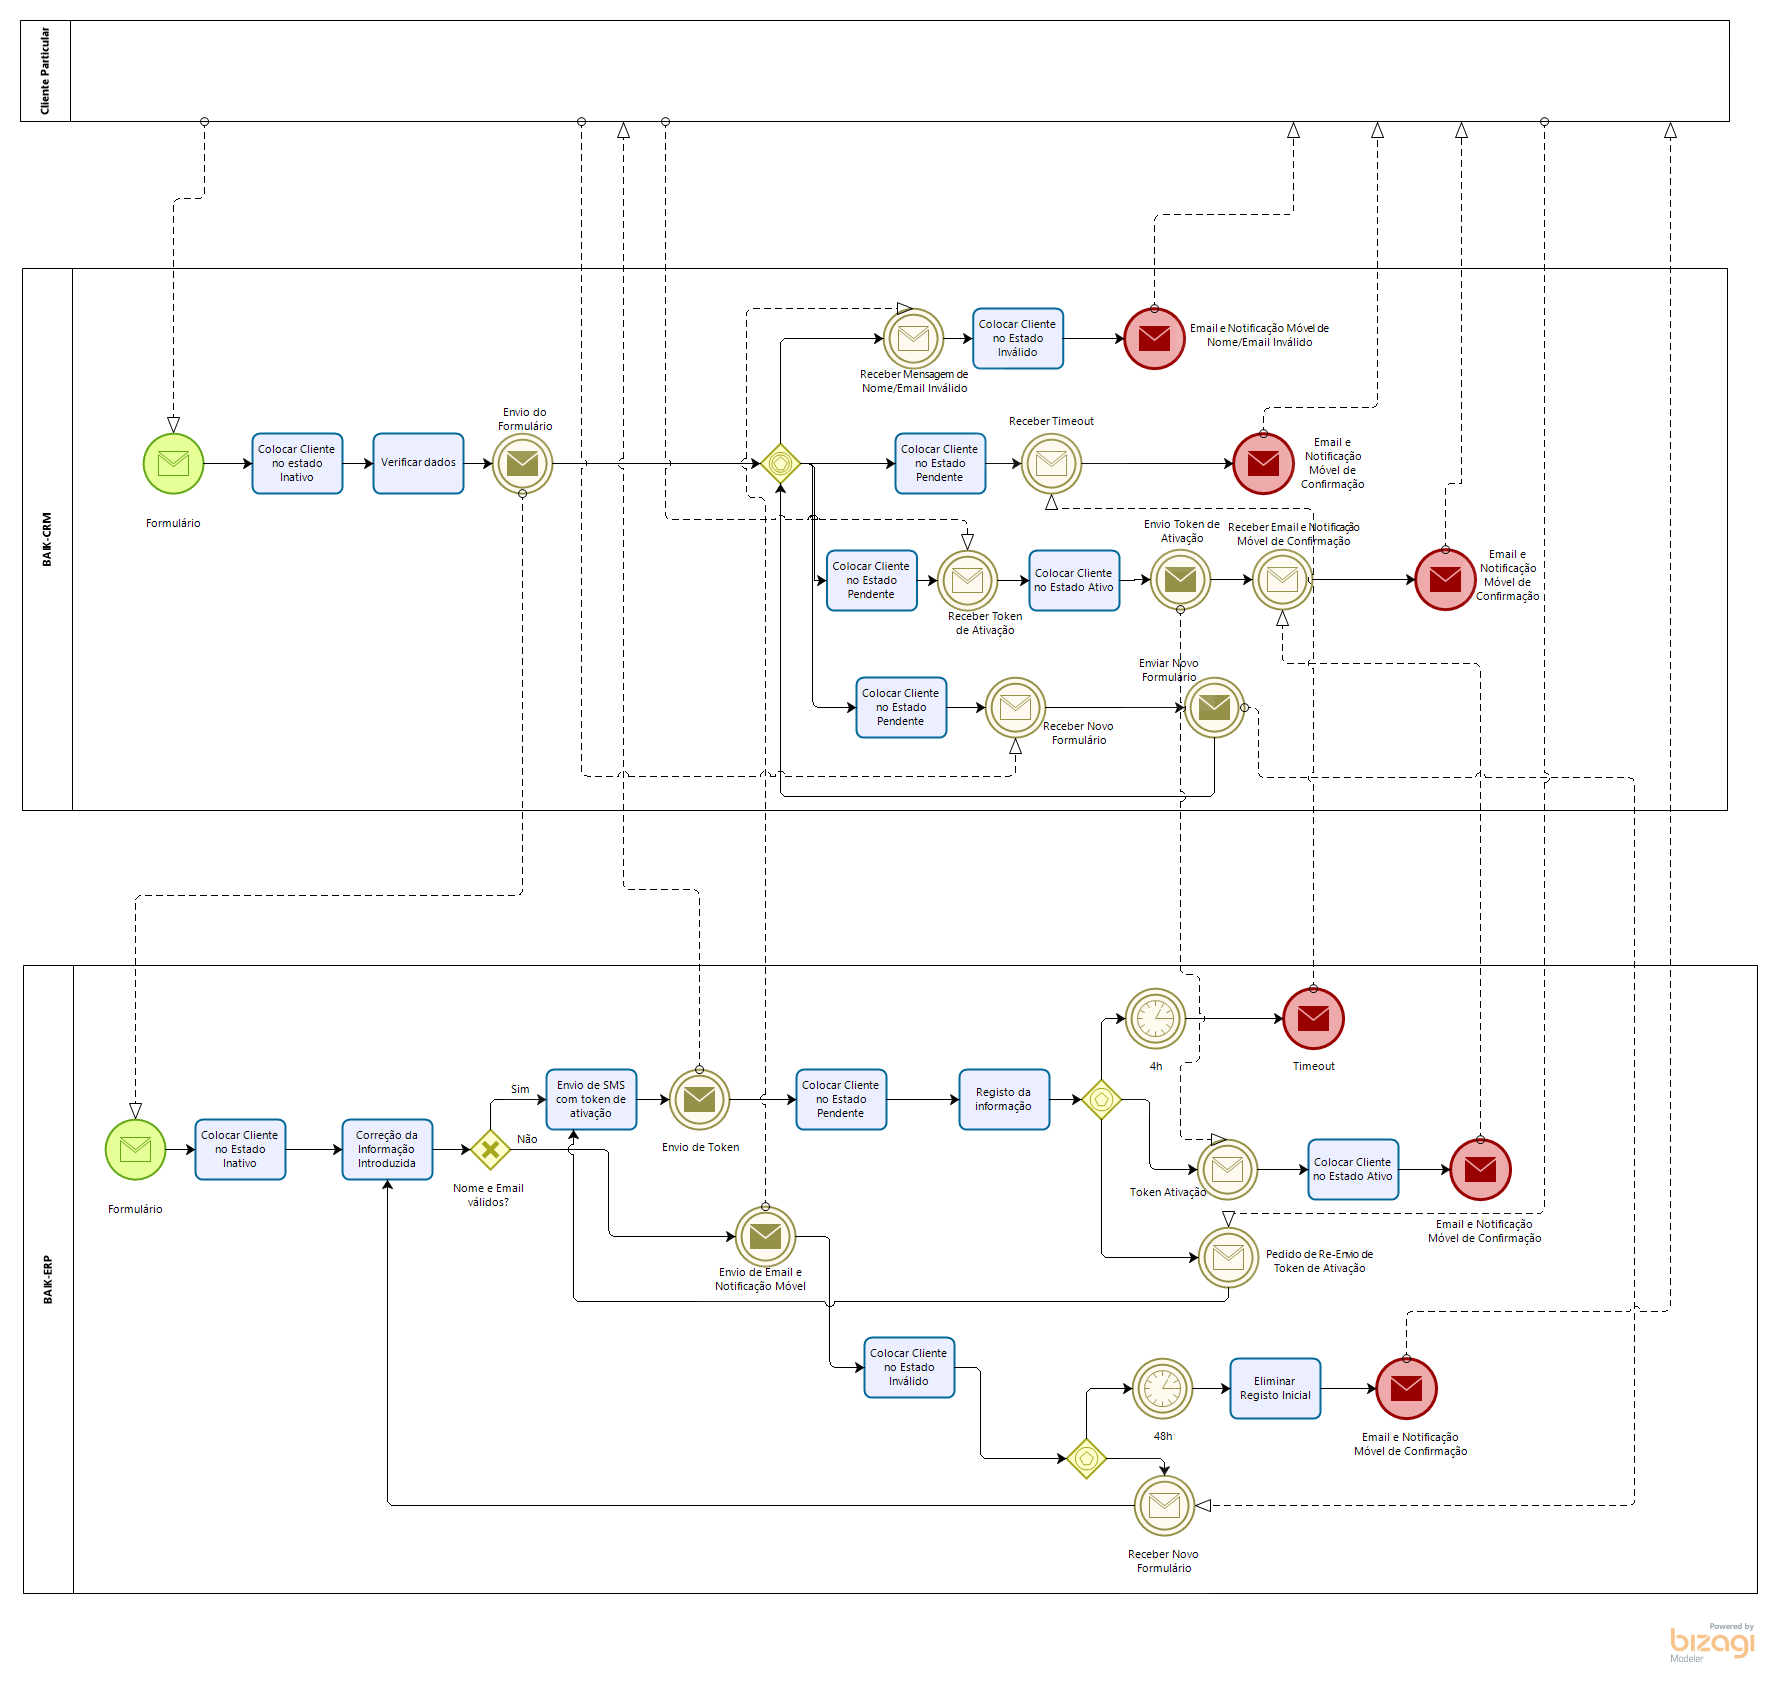 Cliente Particular
BAIK-CRM
Formulário
Colocar Cliente
no estado
Inativo
Verificar dados
Envio do
Formulário
Receber Mensagem de
Nome/Email Inválido
Colocar Cliente
no Estado
Inválido
Email e Notificação Móvel de
Nome/Email Inválido
Colocar Cliente
no Estado
Pendente
Receber Timeout
Email e
Notificação
Móvel de
Confirmação
Colocar Cliente
no Estado
Pendente
Receber Token
de Ativação
Colocar Cliente
no Estado Ativo
Envio Token de
Ativação
Receber Email e Notificação
Móvel de Confirmação
Email e
Notificação
Móvel de
Confirmação
Colocar Cliente
no Estado
Pendente
Receber Novo
Formulário
Enviar Novo
Formulário
BAIK-ERP
Formulário
Colocar Cliente
no Estado
Inativo
Correção da
Informação
Introduzida
Nome e Email
válidos?
Sim
Não
Envio de SMS
com token de
ativação
Envio de Token
Colocar Cliente
no Estado
Pendente
Registo da
informação
4h
Timeout
Token Ativação
Colocar Cliente
no Estado Ativo
Email e Notificação
Móvel de Confirmação
Pedido de Re-Envio de
Token de Ativação
Envio de Email e
Notificação Móvel
Colocar Cliente
no Estado
Inválido
48h
Eliminar
Registo Inicial
Email e Notificação
Móvel de Confirmação
Receber Novo
Formulário
Powered by
bizagi
Modeler